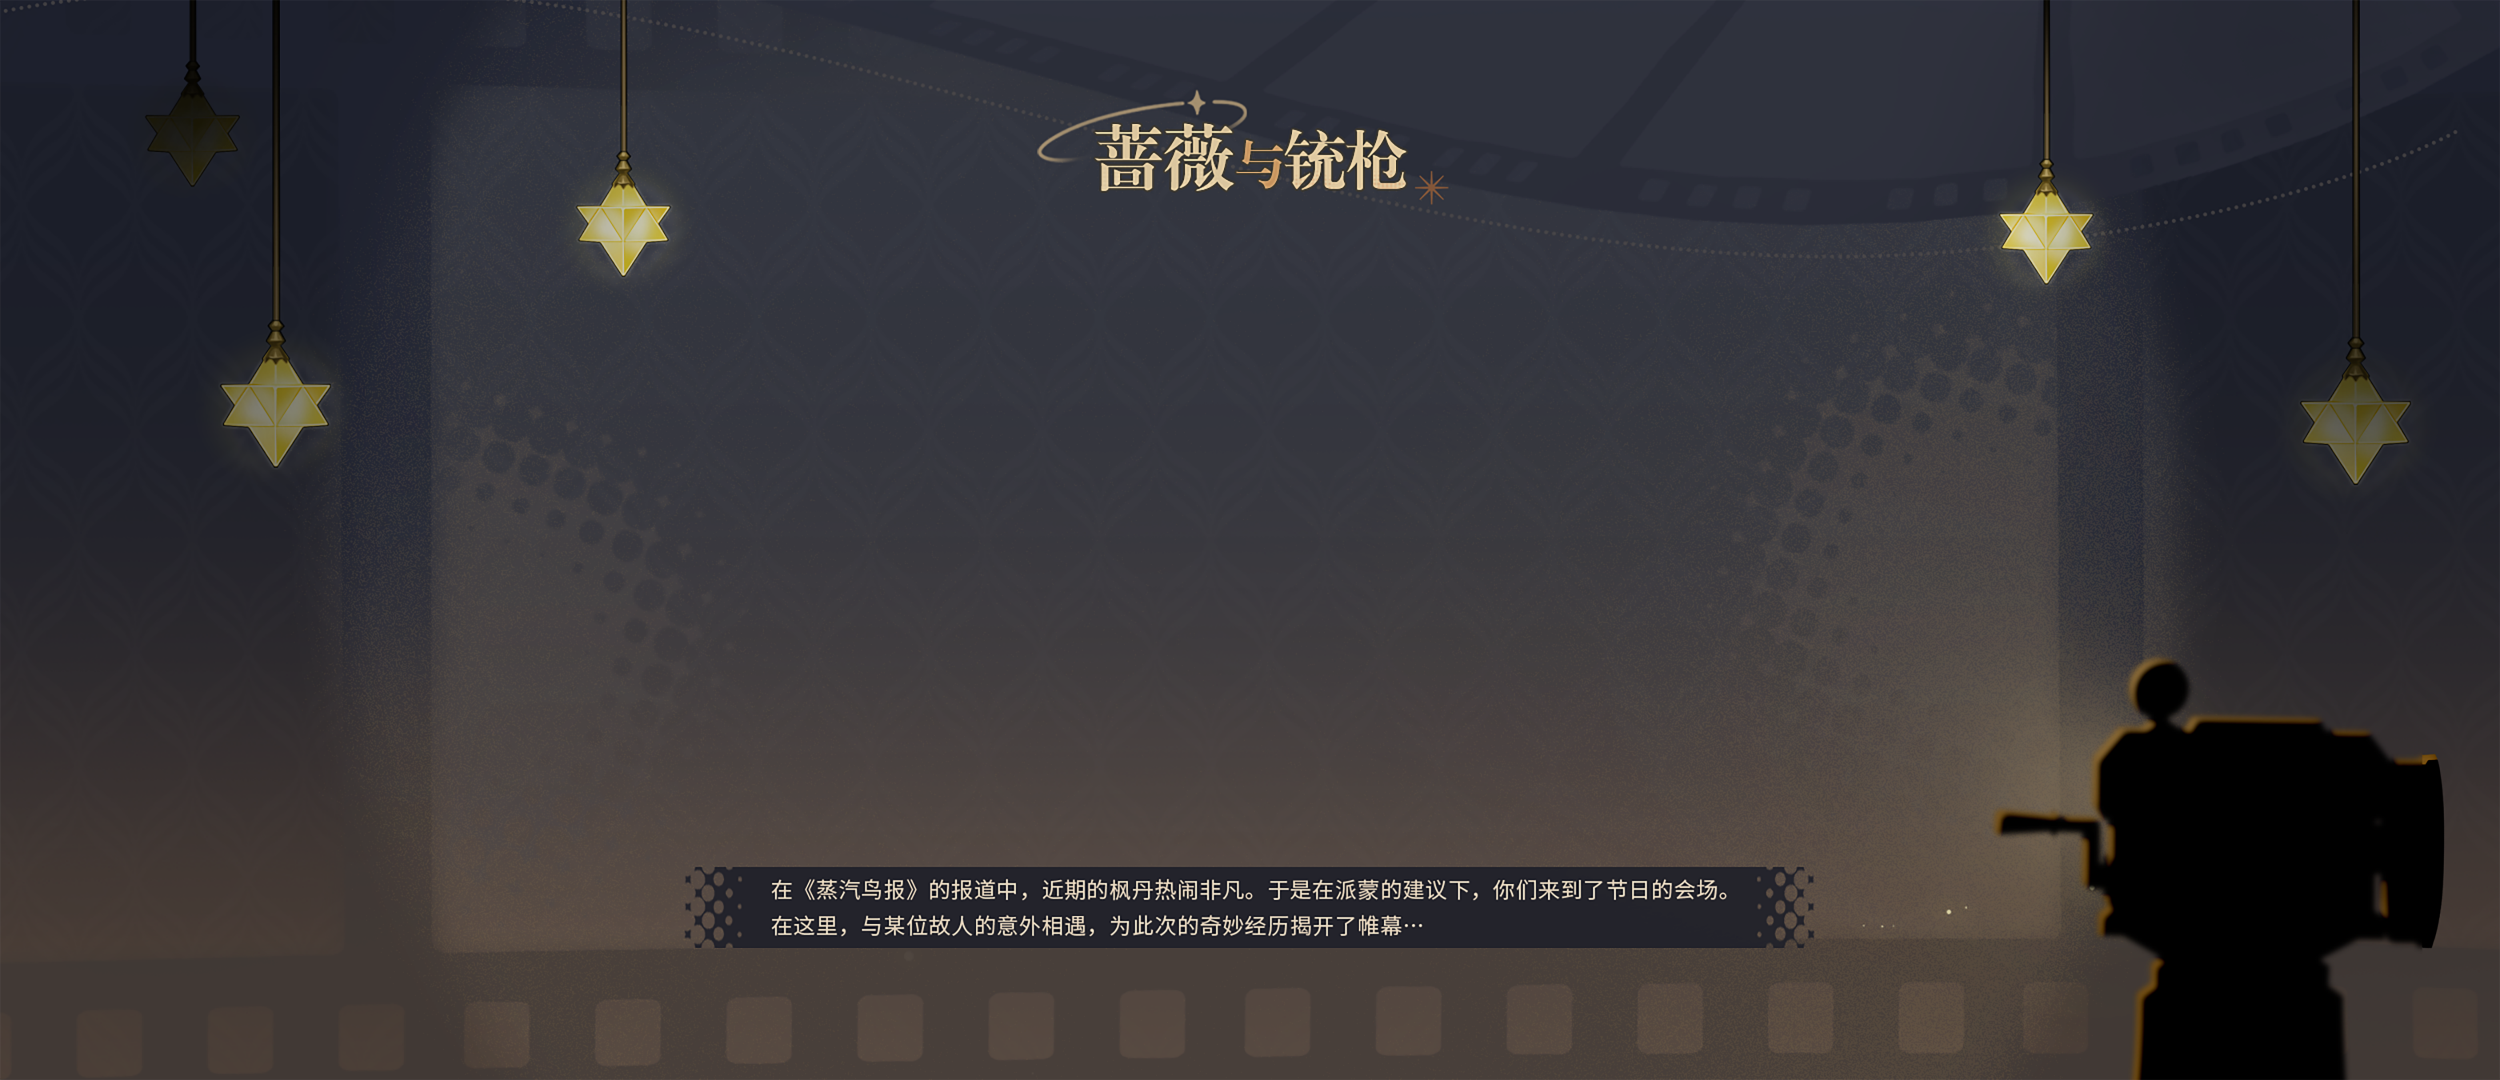 蔷薇与铳枪
在《蒸汽鸟报》的报道中，近期的枫丹热闹非凡。于是在派蒙的建议下，你们来到了节日的会场。
在这里，与某位故人的意外相遇，为此次的奇妙经历揭开了帷幕…